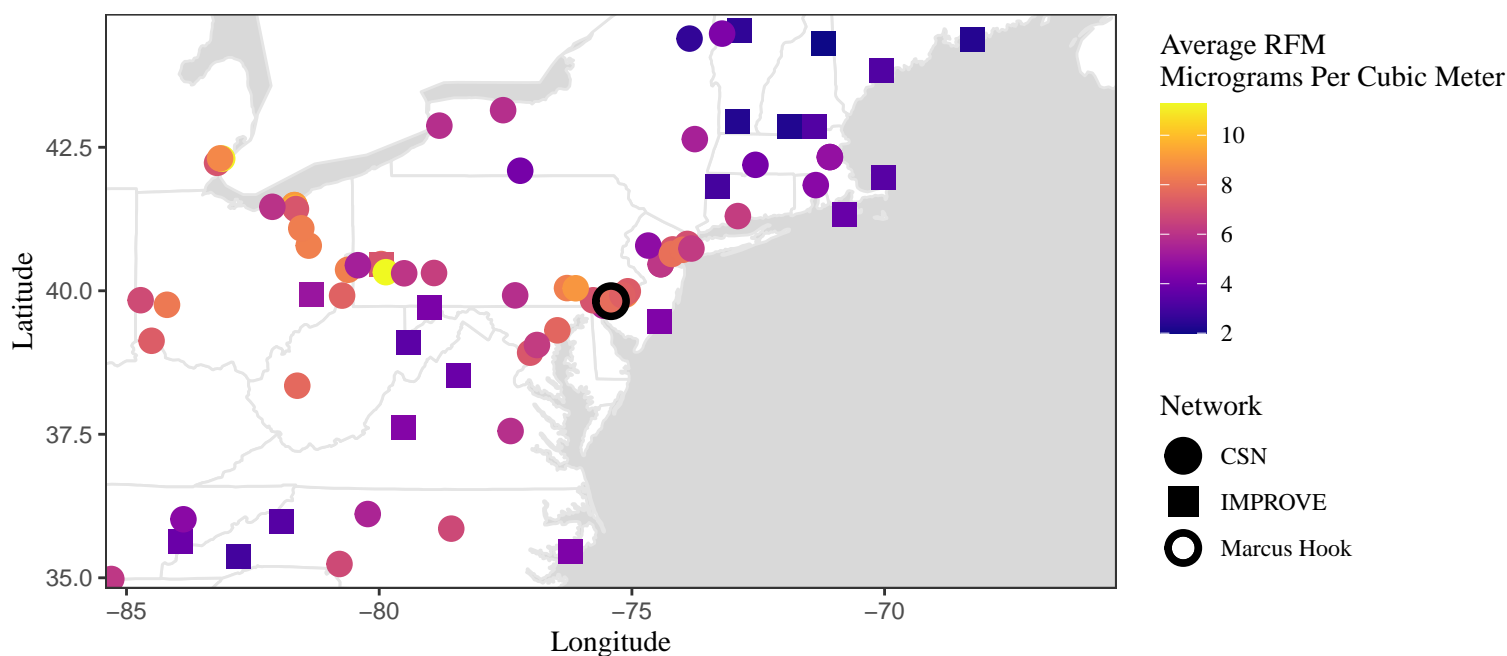 42.5
40.0
37.5
35.0
Latitude
−85
−80
−75
−70
Longitude
Average RFM
Micrograms Per Cubic Meter
10
8
6
4
2
Network
CSN
IMPROVE
Marcus Hook